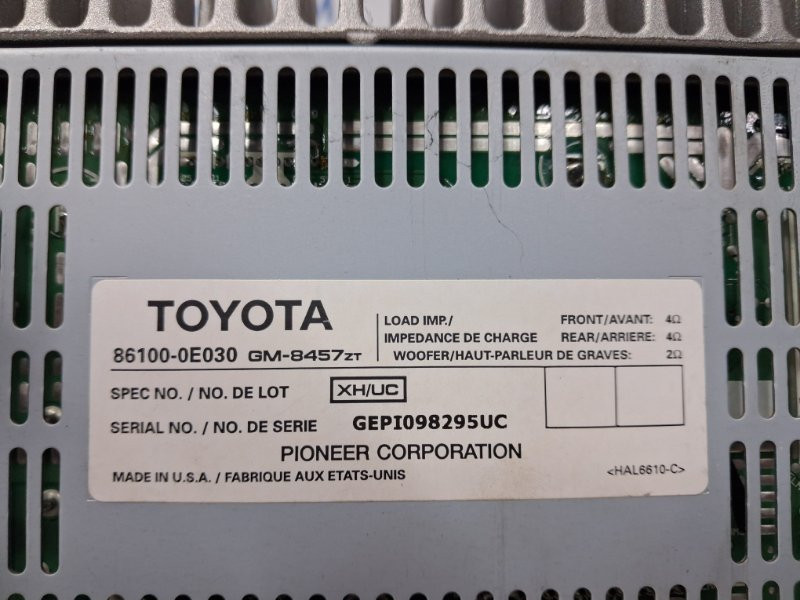 TOYOTA
86100-0E030 GM-8457ZT
LOAD IMP./ FRONT/AVANT: 4Ω
IMPEDANCE DE CHARGE REAR/ARRIERE: 4Ω
WOOFER/HAUT-PARLEUR DE GRAVES: 2Ω
SPEC NO. / NO. DE LOT XH/UC
SERIAL NO. / NO. DE SERIE GEPI098295UC
PIONEER CORPORATION
MADE IN U.S.A. / FABRIQUE AUX ETATS-UNIS <HAL6610-C>